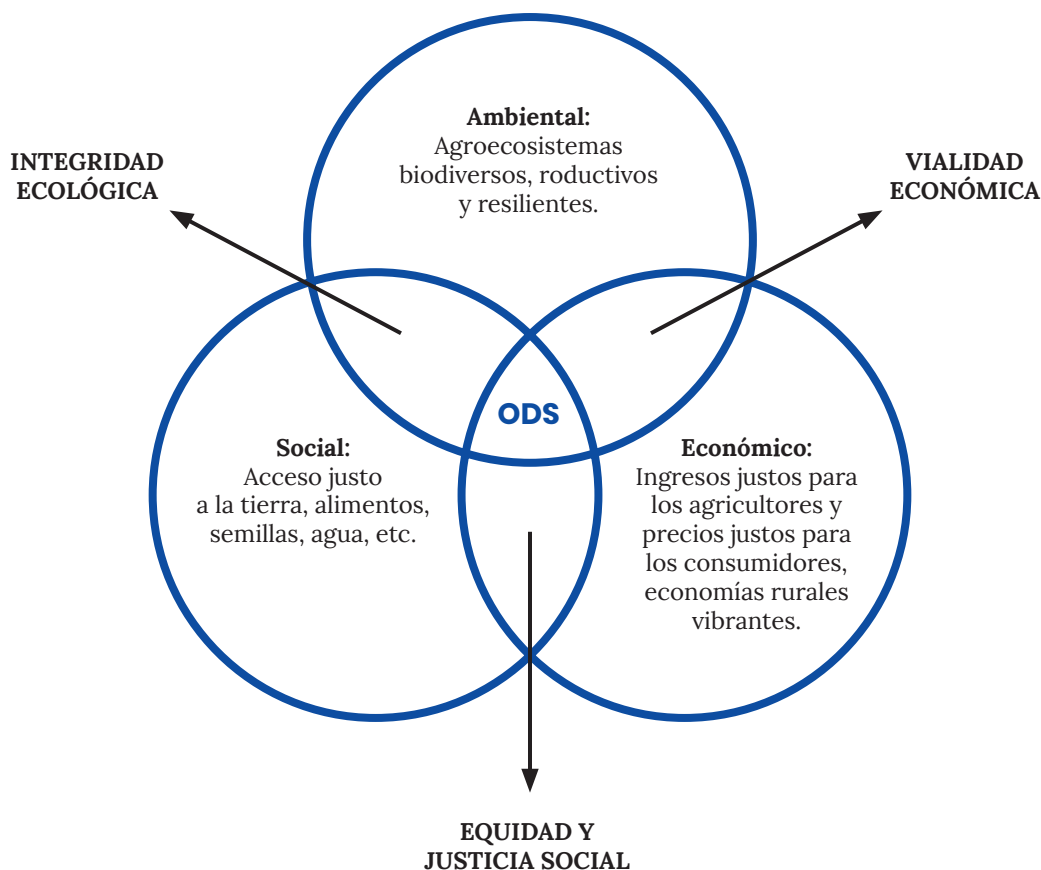 Ambiental:
Agroecosistemas
biodiversos, roductivos
y resilientes.
INTEGRIDAD
ECOLÓGICA
VIALIDAD
ECONÓMICA
ODS
Social:
Acceso justo
a la tierra, alimentos,
semillas, agua, etc.
Económico:
Ingresos justos para
los agricultores y
precios justos para
los consumidores,
economías rurales
vibrantes.
EQUIDAD Y
JUSTICIA SOCIAL